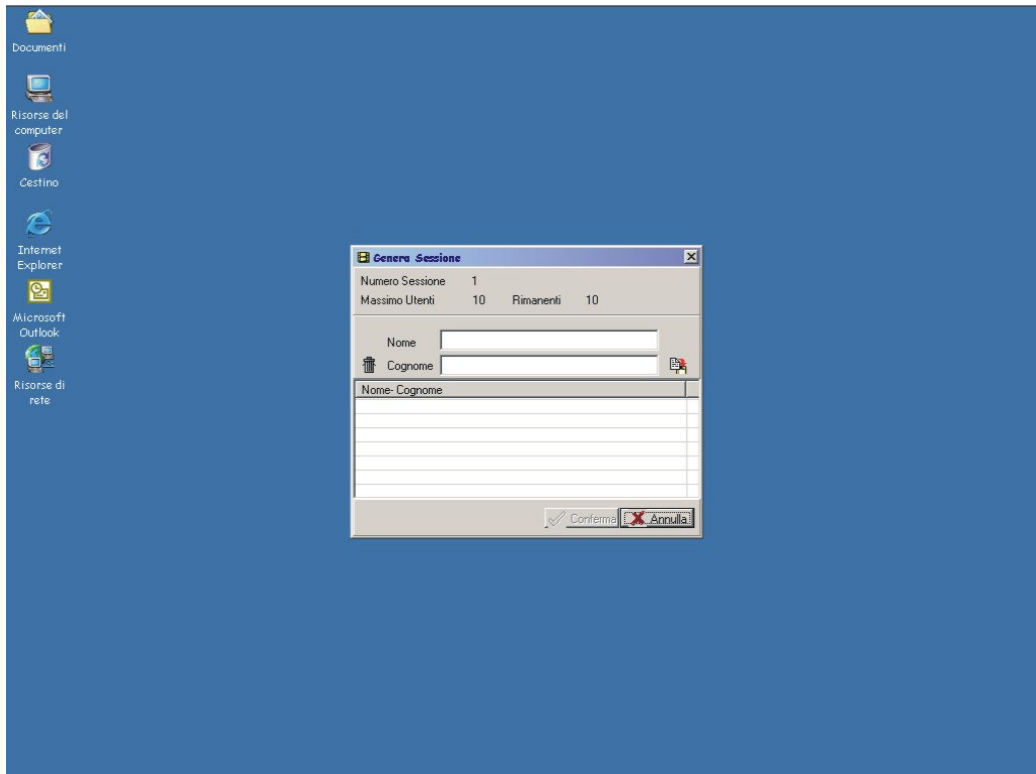 Documenti
Risorse del
computer
Cestino
Internet
Explorer
Microsoft
Outlook
Risorse di
rete
Genera Sessione
Numero Sessione 1
Massimo Utenti 10 Rimanenti 10
Nome
Cognome
Nome- Cognome
Conferma Annulla